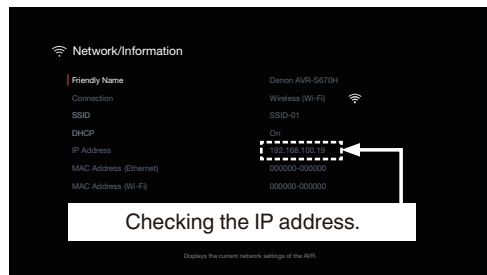 Network/Information
Friendly Name Denon AVR-S670H
Connection Wireless (Wi-Fi)
SSID SSID-01
DHCP On
IP Address 192.168.100.19
MAC Address (Ethernet) 000000-000000
MAC Address (Wi-Fi) 000000-000000
Checking the IP address.
Displays the current network settings of the AVR.